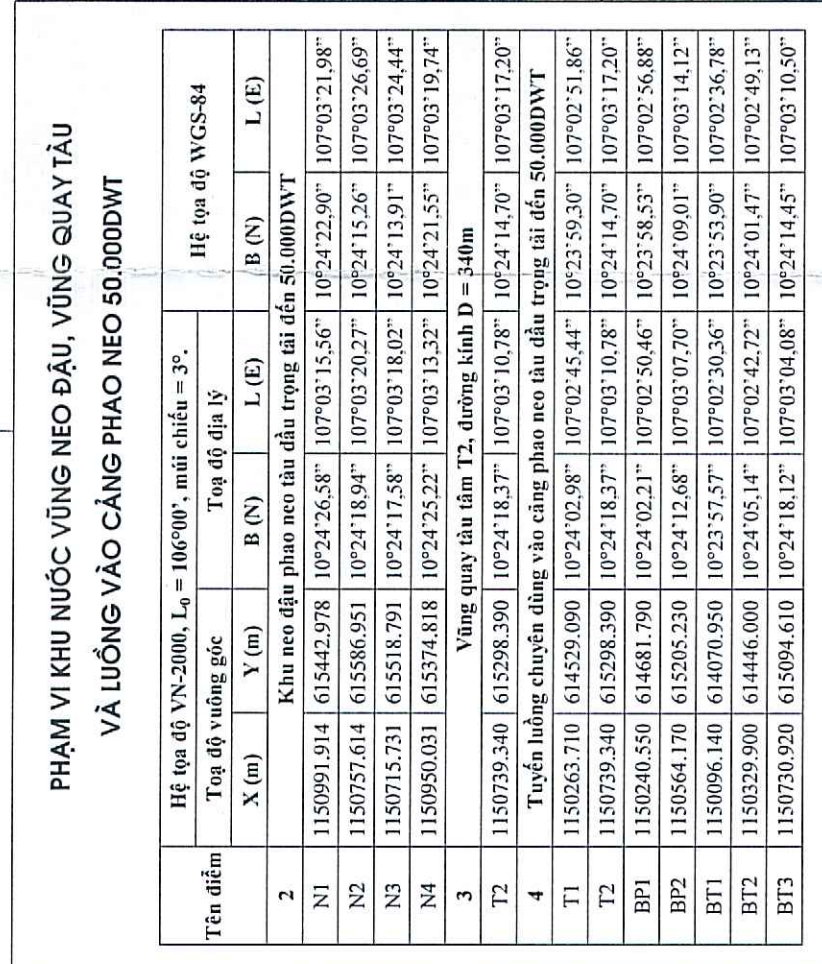 PHẠM VI KHU NƯỚC VŨNG NEO ĐẬU, VŨNG QUAY TÀU
VÀ LUỒNG VÀO CẢNG PHAO NEO 50.000DWT
Tên điểm | Hệ tọa độ VN-2000, L₀ = 106°00', múi chiếu = 3°. | Hệ tọa độ WGS-84
Toạ độ vuông góc | Toạ độ địa lý
X (m) | Y (m) | B (N) | L (E) | B (N) | L (E)
2 | Khu neo đậu phao neo tàu dầu trọng tải đến 50.000DWT
N1 | 1150991.914 | 615442.978 | 10°24'26,58" | 107°03'15,56" | 10°24'22,90" | 107°03'21,98"
N2 | 1150757.614 | 615586.951 | 10°24'18,94" | 107°03'20,27" | 10°24'15,26" | 107°03'26,69"
N3 | 1150715.731 | 615518.791 | 10°24'17,58" | 107°03'18,02" | 10°24'13,91" | 107°03'24,44"
N4 | 1150950.031 | 615374.818 | 10°24'25,22" | 107°03'13,32" | 10°24'21,55" | 107°03'19,74"
3 | Vũng quay tàu tâm T2, đường kính D = 340m
T2 | 1150739.340 | 615298.390 | 10°24'18,37" | 107°03'10,78" | 10°24'14,70" | 107°03'17,20"
4 | Tuyến luồng chuyên dùng vào cảng phao neo tàu dầu trọng tải đến 50.000DWT
T1 | 1150263.710 | 614529.090 | 10°24'02,98" | 107°02'45,44" | 10°23'59,30" | 107°02'51,86"
T2 | 1150739.340 | 615298.390 | 10°24'18,37" | 107°03'10,78" | 10°24'14,70" | 107°03'17,20"
BP1 | 1150240.550 | 614681.790 | 10°24'02,21" | 107°02'50,46" | 10°23'58,53" | 107°02'56,88"
BP2 | 1150564.170 | 615205.230 | 10°24'12,68" | 107°03'07,70" | 10°24'09,01" | 107°03'14,12"
BT1 | 1150096.140 | 614070.950 | 10°23'57,57" | 107°02'30,36" | 10°23'53,90" | 107°02'36,78"
BT2 | 1150329.900 | 614446.000 | 10°24'05,14" | 107°02'42,72" | 10°24'01,47" | 107°02'49,13"
BT3 | 1150730.920 | 615094.610 | 10°24'18,12" | 107°03'04,08" | 10°24'14,45" | 107°03'10,50"